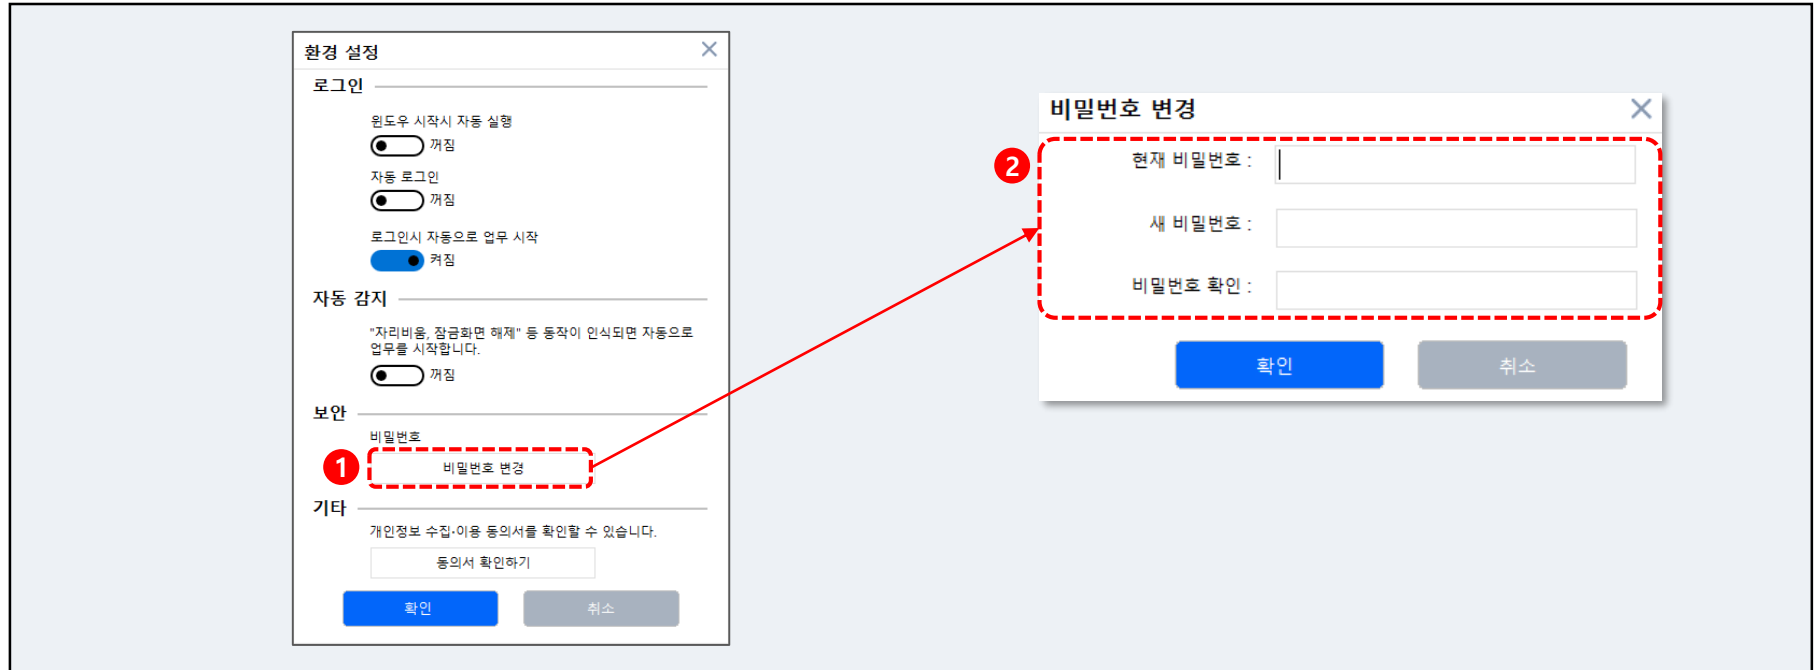 환경 설정
로그인
윈도우 시작시 자동 실행
꺼짐
자동 로그인
꺼짐
로그인시 자동으로 업무 시작
켜짐
자동 감지
"자리비움, 잠금화면 해제" 등 동작이 인식되면 자동으로
업무를 시작합니다.
꺼짐
보안
비밀번호
1
비밀번호 변경
기타
개인정보 수집·이용 동의서를 확인할 수 있습니다.
동의서 확인하기
확인
취소
비밀번호 변경
2
현재 비밀번호 :
새 비밀번호 :
비밀번호 확인 :
확인
취소